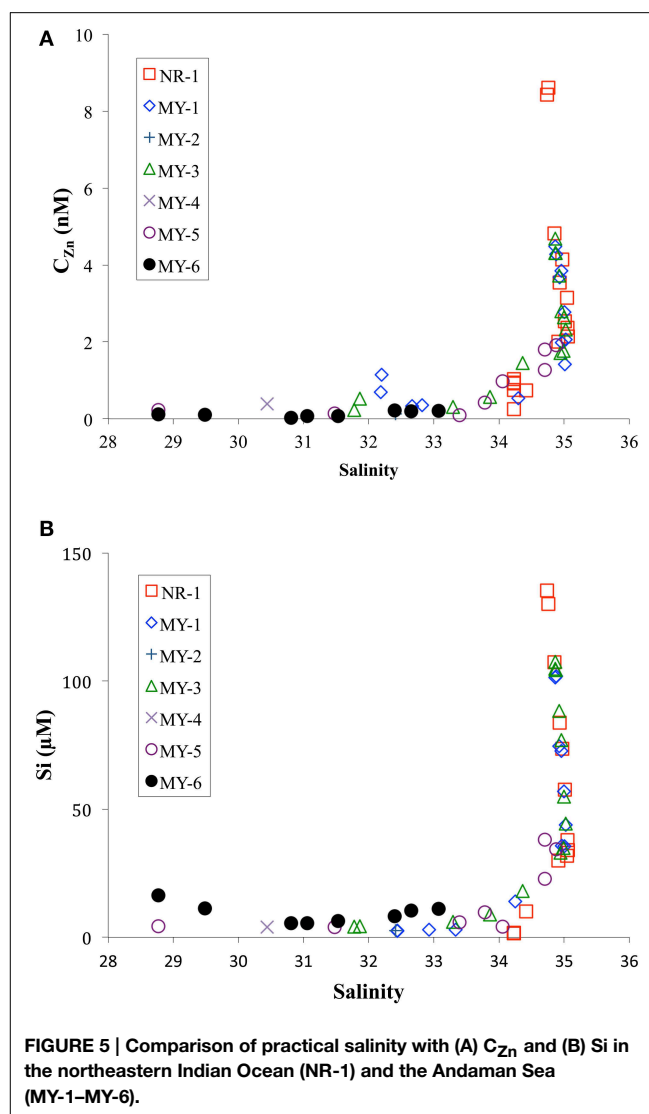 A
10
8
6
4
2
0
C_Zn (nM)
NR-1
MY-1
MY-2
MY-3
MY-4
MY-5
MY-6
28 29 30 31 32 33 34 35 36
Salinity
B
150
100
50
0
Si (μM)
NR-1
MY-1
MY-2
MY-3
MY-4
MY-5
MY-6
28 29 30 31 32 33 34 35 36
Salinity
FIGURE 5 | Comparison of practical salinity with (A) C_Zn and (B) Si in
the northeastern Indian Ocean (NR-1) and the Andaman Sea
(MY-1–MY-6).